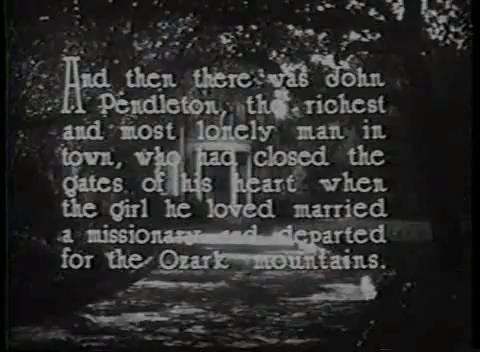 And then there was John
Pendleton, the richest
and most lonely man in
town, who had closed the
gates of his heart when
the girl he loved married
a missionary and departed
for the Ozark mountains.